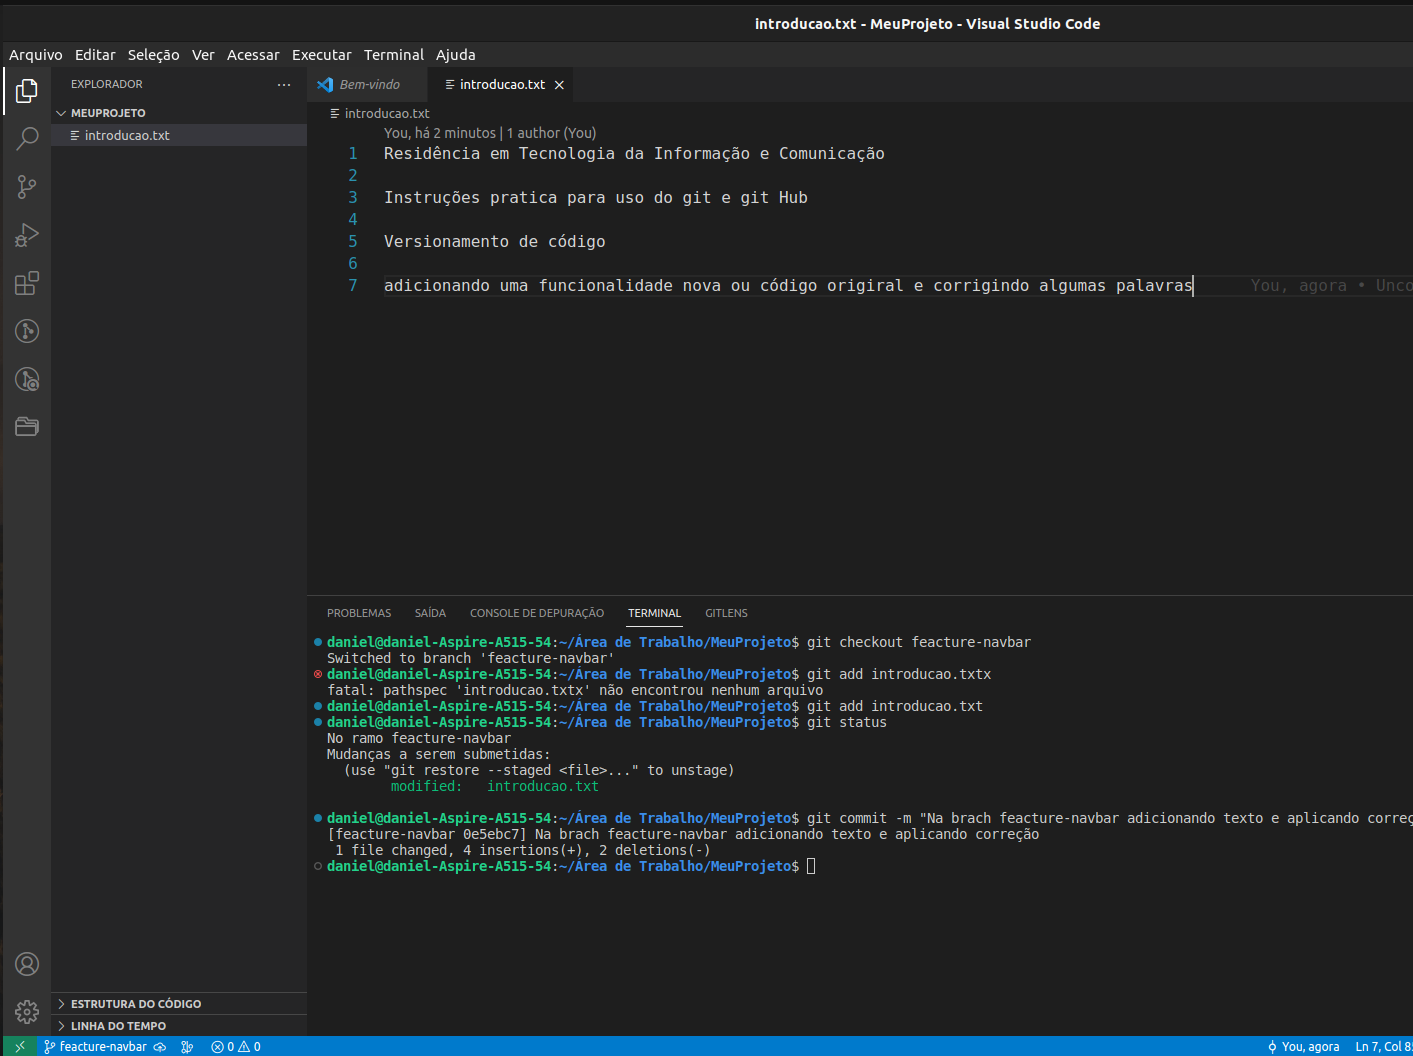 introducao.txt - MeuProjeto - Visual Studio Code
Arquivo Editar Seleção Ver Acessar Executar Terminal Ajuda
EXPLORADOR
Bem-vindo
introducao.txt
MEUPROJETO
introducao.txt
introducao.txt
You, há 2 minutos | 1 author (You)
1 Residência em Tecnologia da Informação e Comunicação
2
3 Instruções pratica para uso do git e git Hub
4
5 Versionamento de código
6
7 adicionando uma funcionalidade nova ou código origiral e corrigindo algumas palavras You, agora • Unco
PROBLEMAS SAÍDA CONSOLE DE DEPURAÇÃO TERMINAL GITLENS
daniel@daniel-Aspire-A515-54:~/Área de Trabalho/MeuProjeto$ git checkout feacture-navbar
Switched to branch 'feacture-navbar'
daniel@daniel-Aspire-A515-54:~/Área de Trabalho/MeuProjeto$ git add introducao.txtx
fatal: pathspec 'introducao.txtx' não encontrou nenhum arquivo
daniel@daniel-Aspire-A515-54:~/Área de Trabalho/MeuProjeto$ git add introducao.txt
daniel@daniel-Aspire-A515-54:~/Área de Trabalho/MeuProjeto$ git status
No ramo feacture-navbar
Mudanças a serem submetidas:
(use "git restore --staged <file>..." to unstage)
modified: introducao.txt
daniel@daniel-Aspire-A515-54:~/Área de Trabalho/MeuProjeto$ git commit -m "Na brach feacture-navbar adicionando texto e aplicando correç
[feacture-navbar 0e5ebc7] Na brach feacture-navbar adicionando texto e aplicando correção
1 file changed, 4 insertions(+), 2 deletions(-)
daniel@daniel-Aspire-A515-54:~/Área de Trabalho/MeuProjeto$
ESTRUTURA DO CÓDIGO
LINHA DO TEMPO
feacture-navbar 0 0 You, agora Ln 7, Col 8